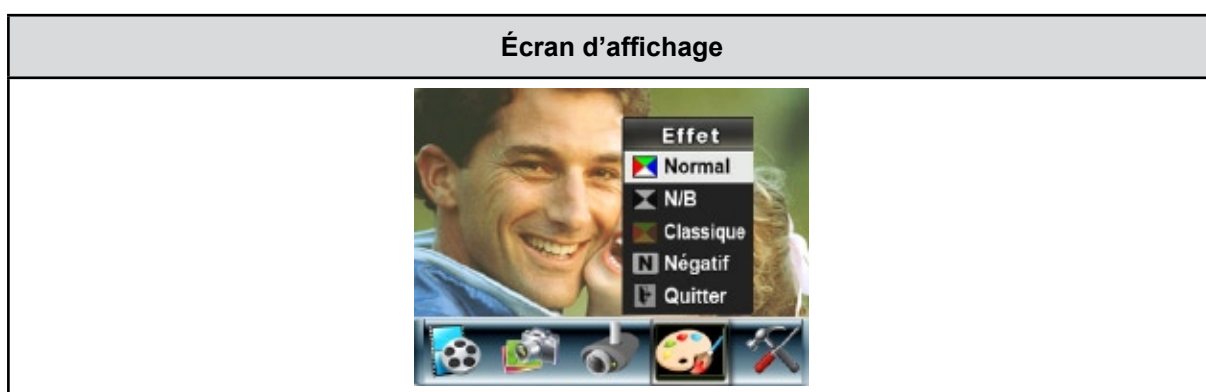 Écran d’affichage
Effet
Normal
N/B
Classique
N Négatif
Quitter